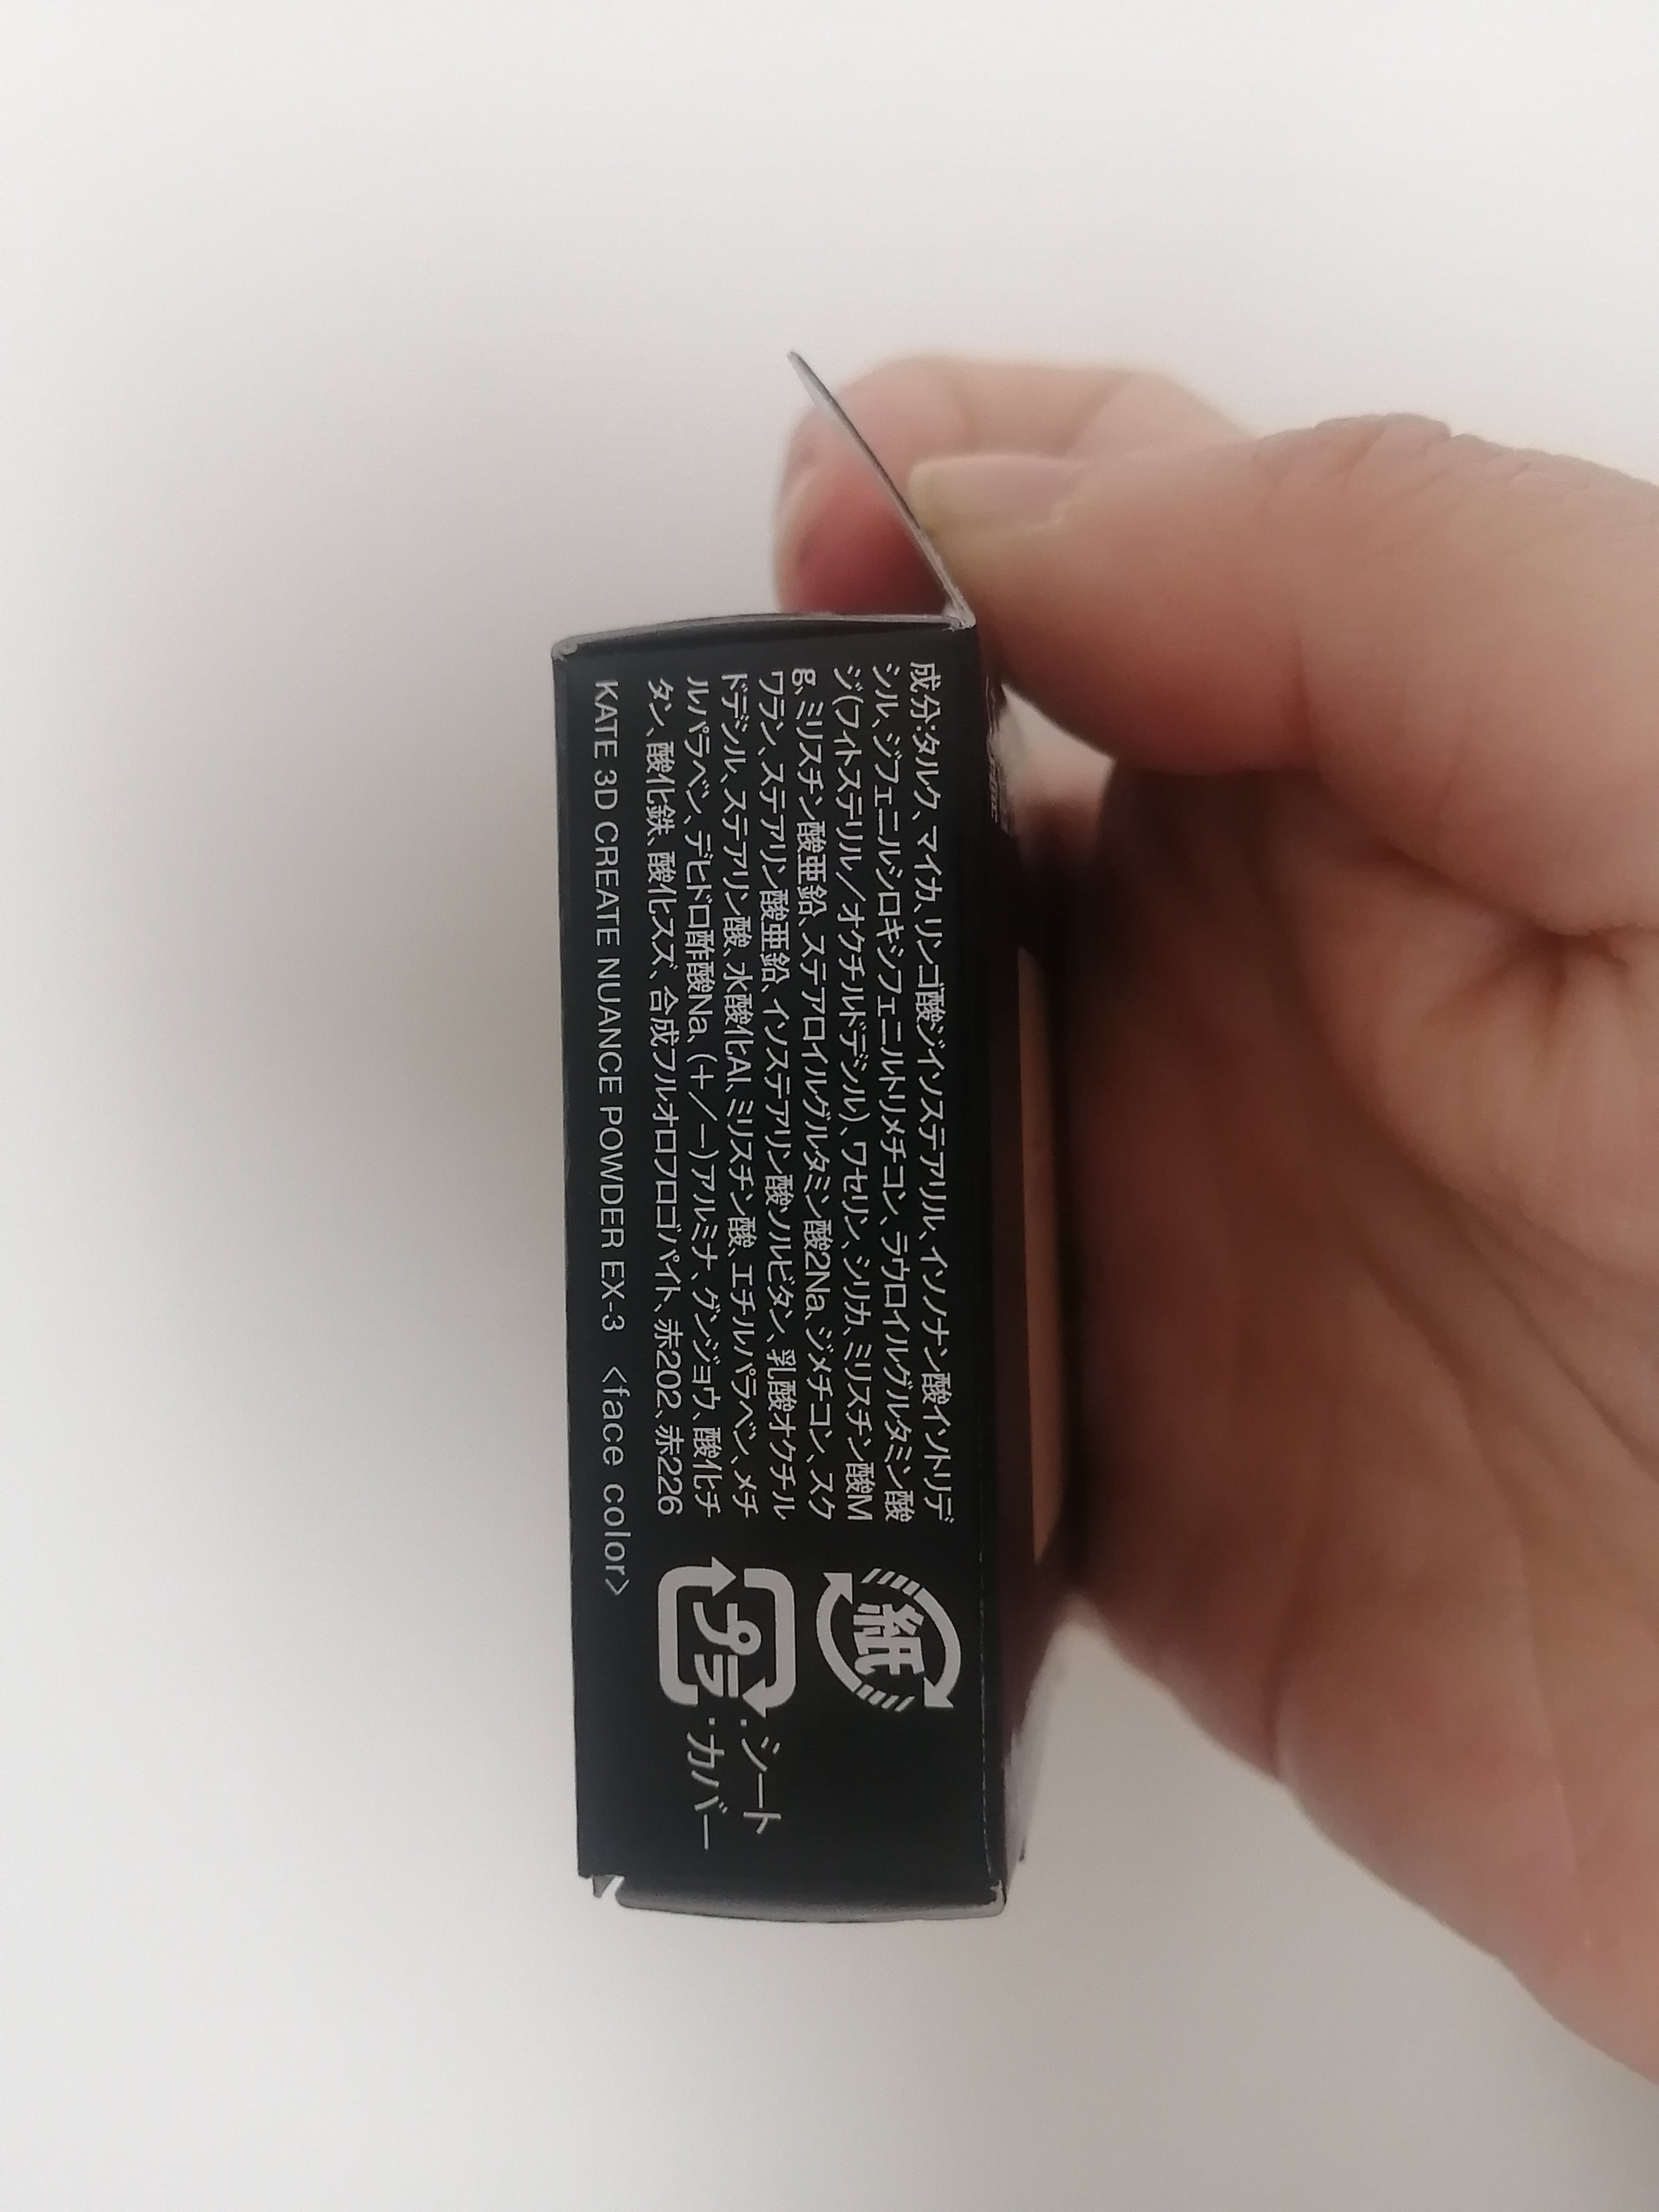 成分:タルク、マイカ、リンゴ酸ジイソステアリル、イソノナン酸イソトリデ
シル、ジフェニルシロキシフェニルトリメチコン、ラウロイルグルタミン酸
ジ(フィトステリル/オクチルドデシル)、ワセリン、シリカ、ミリスチン酸M
g、ミリスチン酸亜鉛、ステアロイルグルタミン酸2Na、ジメチコン、スク
ワラン、ステアリン酸亜鉛、イソステアリン酸ソルビタン、乳酸オクチル
ドデシル、ステアリン酸、水酸化Al、ミリスチン酸、エチルパラベン、メチ
ルパラベン、デヒドロ酢酸Na、(+/-)アルミナ、グンジョウ、酸化チ
タン、酸化鉄、酸化スズ、合成フルオロフロゴパイト、赤202、赤226
KATE 3D CREATE NUANCE POWDER EX-3 <face color>
紙
プラ
・シート
・カバー